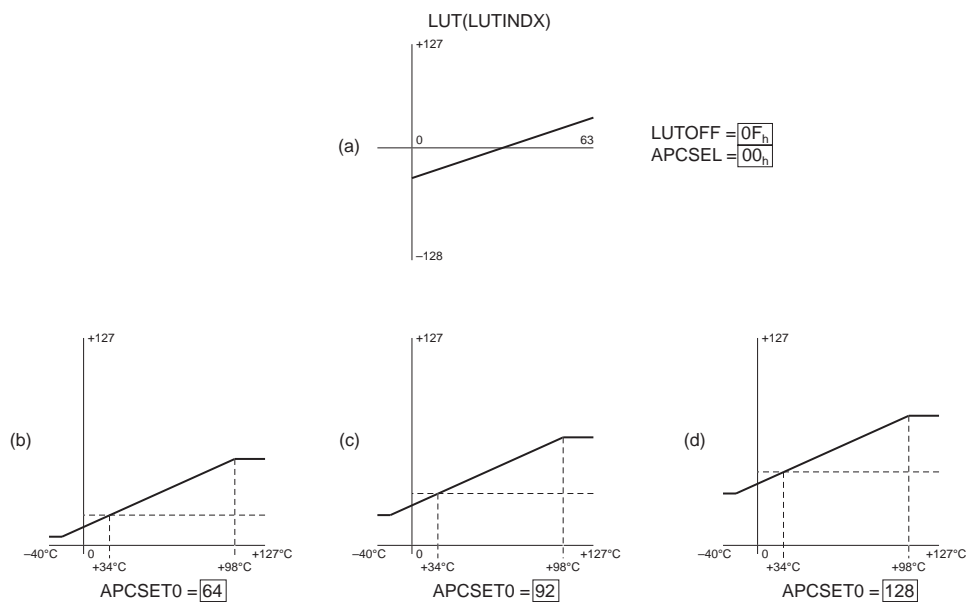 LUT(LUTINDX)
+127
(a)
0
63
–128
LUTOFF = 0Fh
APCSEL = 00h
(b)
+127
–40°C
0
+127°C
+34°C
+98°C
APCSET0 = 64
(c)
+127
–40°C
0
+127°C
+34°C
+98°C
APCSET0 = 92
(d)
+127
–40°C
0
+127°C
+34°C
+98°C
APCSET0 = 128